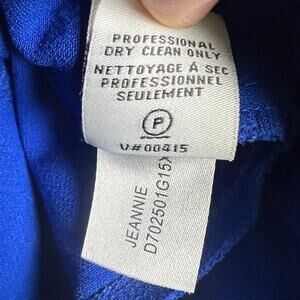 PROFESSIONAL
DRY CLEAN ONLY
NETTOYAGE À SEC
PROFESSIONNEL
SEULEMENT
P
V#00415
JEANNIE
D702501G15X